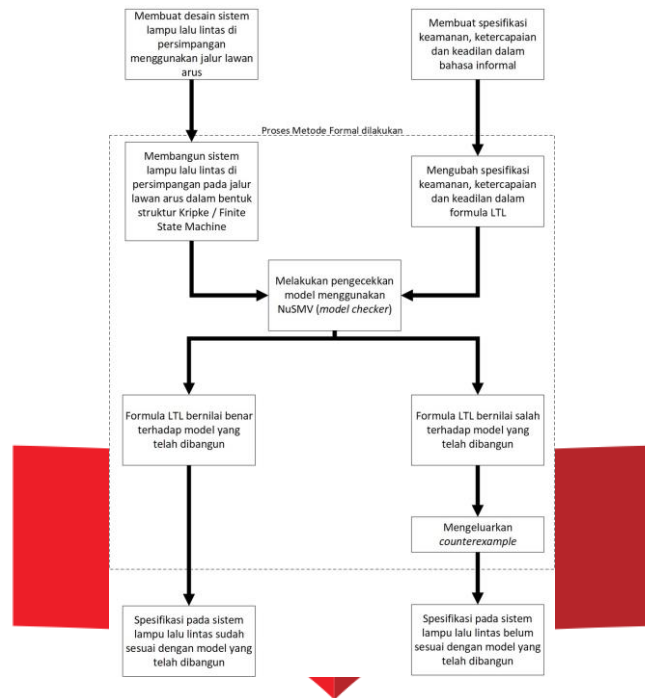 Membuat desain sistem
lampu lalu lintas di
persimpangan
menggunakan jalur lawan
arus
Membuat spesifikasi
keamanan, ketercapaian
dan keadilan dalam
bahasa informal
Proses Metode Formal dilakukan
Membangun sistem
lampu lalu lintas di
persimpangan pada jalur
lawan arus dalam bentuk
struktur Kripke / Finite
State Machine
Mengubah spesifikasi
keamanan, ketercapaian
dan keadilan dalam
formula LTL
Melakukan pengecekkan
model menggunakan
NuSMV (model checker)
Formula LTL bernilai benar
terhadap model yang
telah dibangun
Formula LTL bernilai salah
terhadap model yang
telah dibangun
Mengeluarkan
counterexample
Spesifikasi pada sistem
lampu lalu lintas sudah
sesuai dengan model yang
telah dibangun
Spesifikasi pada sistem
lampu lalu lintas belum
sesuai dengan model yang
telah dibangun